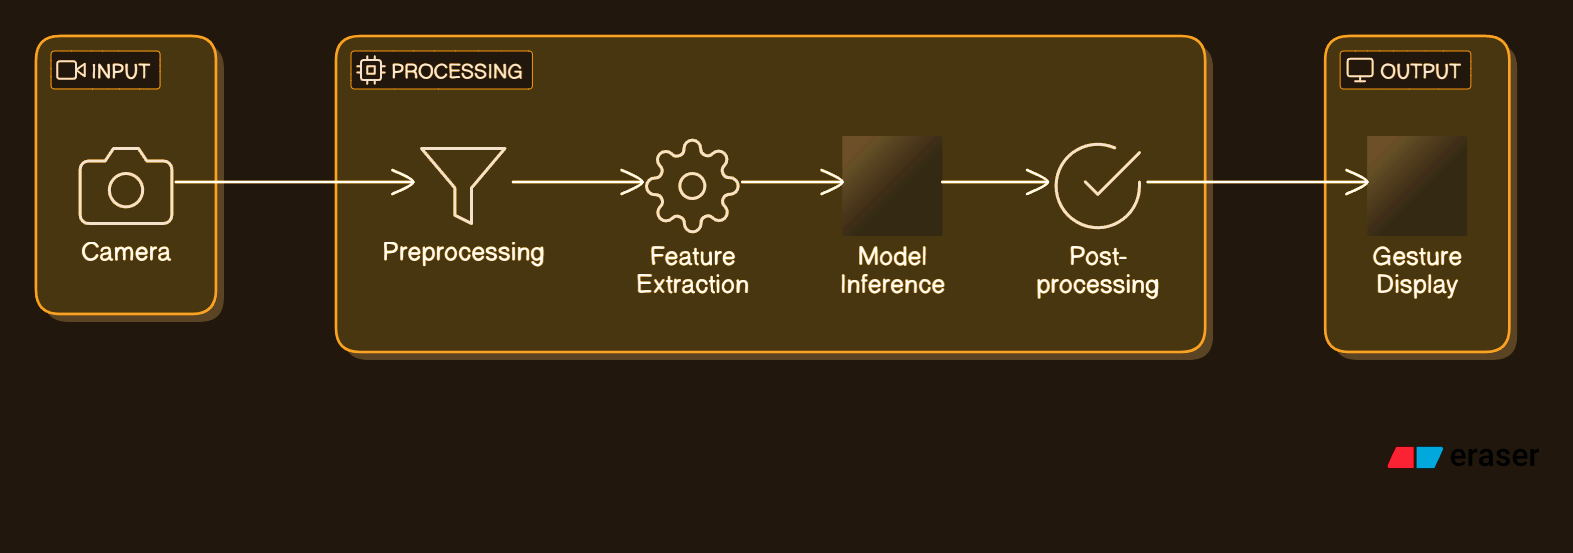 INPUT
PROCESSING
OUTPUT
Camera
Preprocessing
Feature
Extraction
Model
Inference
Post-
processing
Gesture
Display
eraser